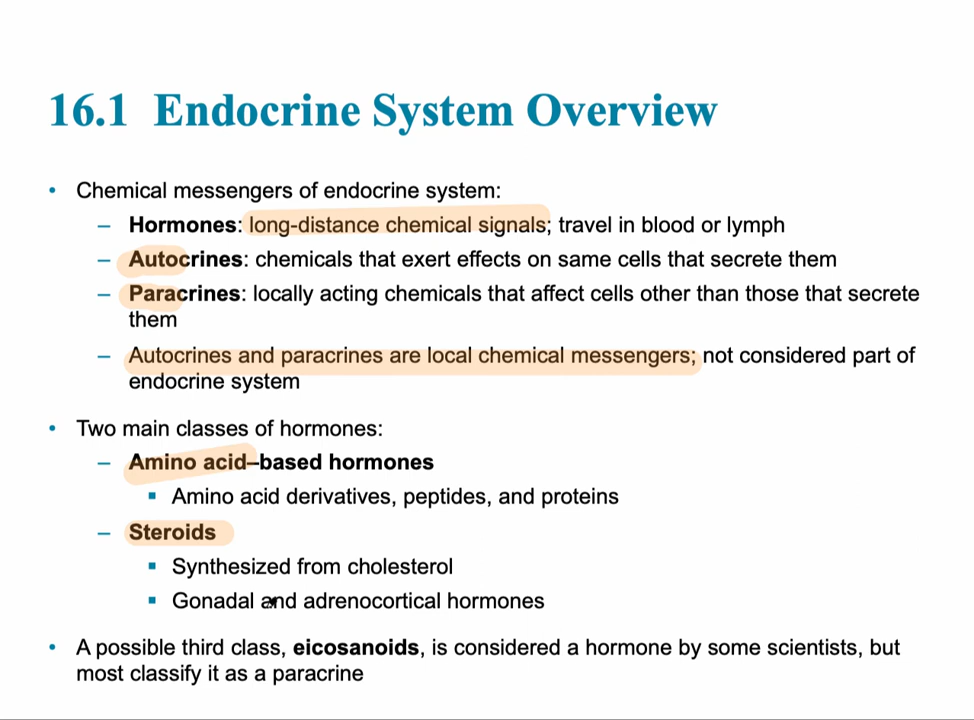 16.1 Endocrine System Overview
• Chemical messengers of endocrine system:
– Hormones: long-distance chemical signals; travel in blood or lymph
– Autocrines: chemicals that exert effects on same cells that secrete them
– Paracrines: locally acting chemicals that affect cells other than those that secrete
them
– Autocrines and paracrines are local chemical messengers; not considered part of
endocrine system
• Two main classes of hormones:
– Amino acid–based hormones
▪ Amino acid derivatives, peptides, and proteins
– Steroids
▪ Synthesized from cholesterol
▪ Gonadal and adrenocortical hormones
• A possible third class, eicosanoids, is considered a hormone by some scientists, but
most classify it as a paracrine